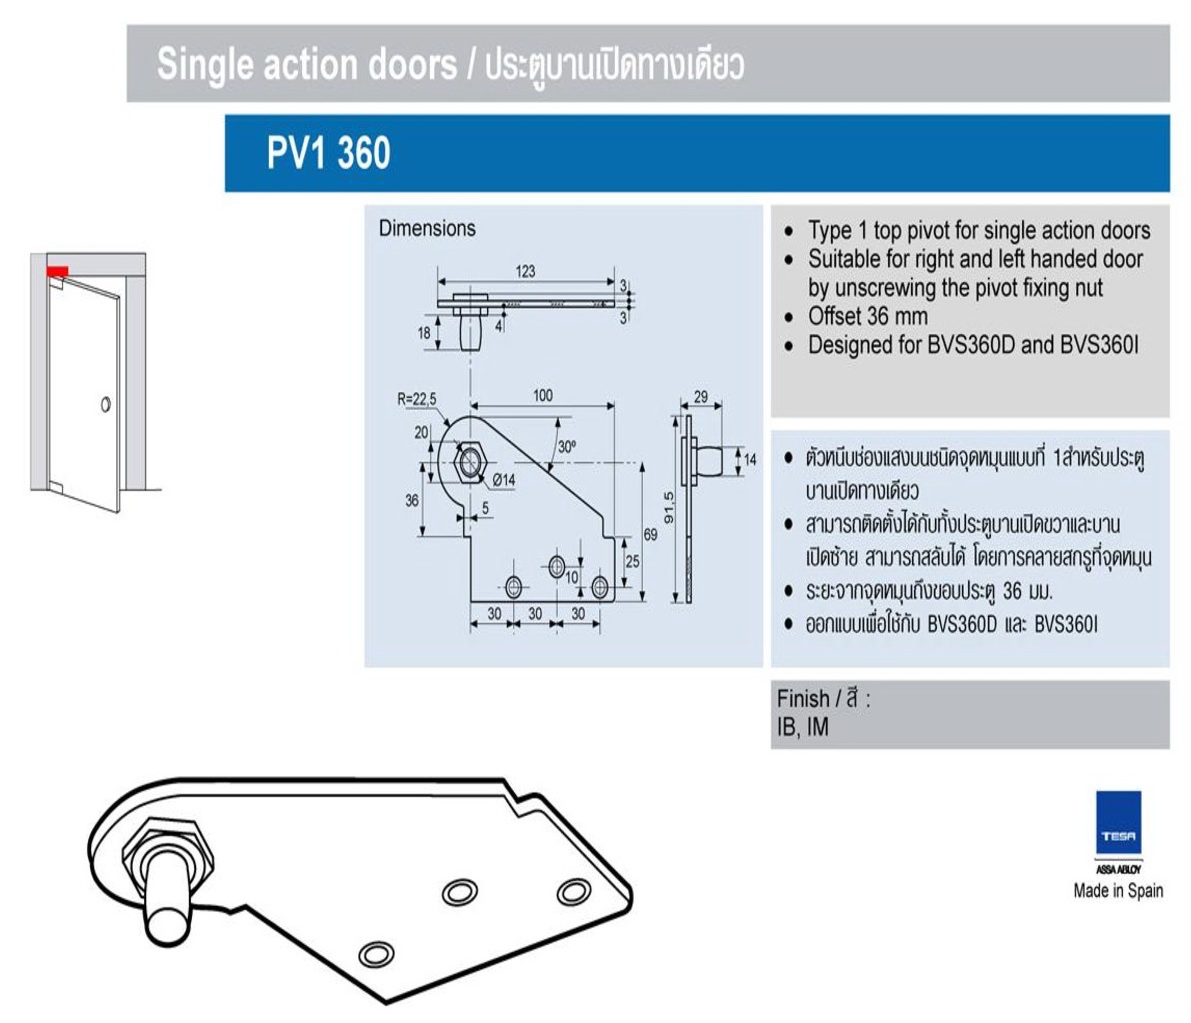 Single action doors / ประตูบานเปิดทางเดียว
PV1 360
Dimensions
123
3
3
4
18
R=22,5
100
30º
20
Ø14
36
5
69
25
10
30
30
30
29
14
91,5
• Type 1 top pivot for single action doors
• Suitable for right and left handed door
by unscrewing the pivot fixing nut
• Offset 36 mm
• Designed for BVS360D and BVS360I
• ตัวหนีบช่องแสงบนชนิดจุดหมุนแบบที่ 1สำหรับประตู
บานเปิดทางเดียว
• สามารถติดตั้งได้กับทั้งประตูบานเปิดขวาและบาน
เปิดซ้าย สามารถสลับได้ โดยการคลายสกรูที่จุดหมุน
• ระยะจากจุดหมุนถึงขอบประตู 36 มม.
• ออกแบบเพื่อใช้กับ BVS360D และ BVS360I
Finish / สี :
IB, IM
TESA
ASSA ABLOY
Made in Spain